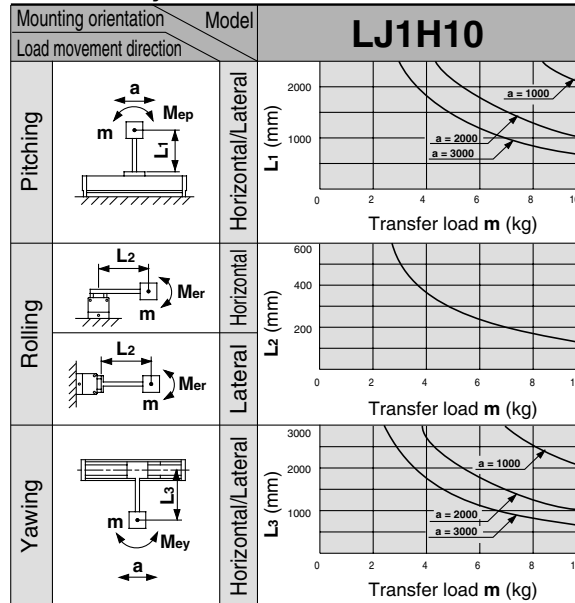 Mounting orientation Model
Load movement direction
LJ1H10
Pitching
a
Mep
m
L1
Horizontal/Lateral
L1 (mm)
2000
1000
a = 1000
a = 2000
a = 3000
0 2 4 6 8
Transfer load m (kg)
Rolling
L2
Mer
m
Horizontal
L2
Mer
m
Lateral
L2 (mm)
600
400
200
0 2 4 6 8
Transfer load m (kg)
Yawing
L3
m
Mey
a
Horizontal/Lateral
L3 (mm)
3000
2000
1000
a = 1000
a = 2000
a = 3000
0 2 4 6 8
Transfer load m (kg)